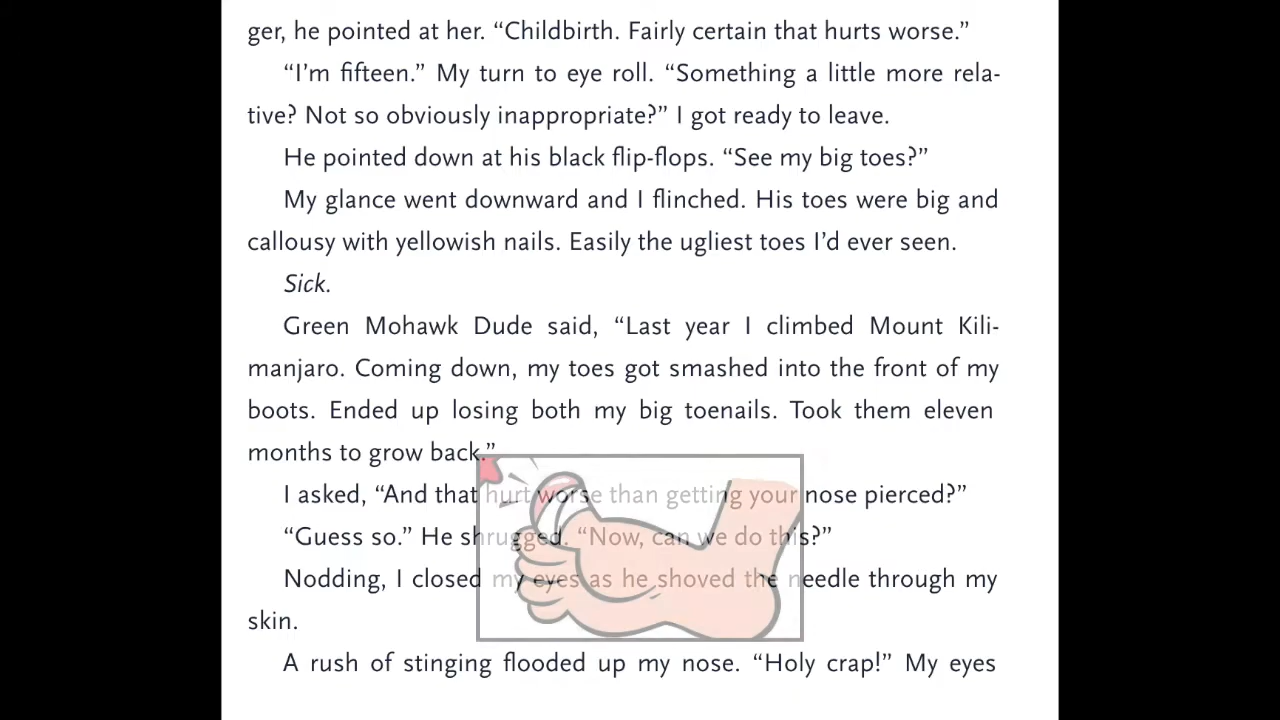 ger, he pointed at her. “Childbirth. Fairly certain that hurts worse.”
“I’m fifteen.” My turn to eye roll. “Something a little more rela-
tive? Not so obviously inappropriate?” I got ready to leave.
He pointed down at his black flip-flops. “See my big toes?”
My glance went downward and I flinched. His toes were big and
callousy with yellowish nails. Easily the ugliest toes I’d ever seen.
Sick.
Green Mohawk Dude said, “Last year I climbed Mount Kili-
manjaro. Coming down, my toes got smashed into the front of my
boots. Ended up losing both my big toenails. Took them eleven
months to grow back.”
I asked, “And that hurt worse than getting your nose pierced?”
“Guess so.” He shrugged. “Now, can we do this?”
Nodding, I closed my eyes as he shoved the needle through my
skin.
A rush of stinging flooded up my nose. “Holy crap!” My eyes